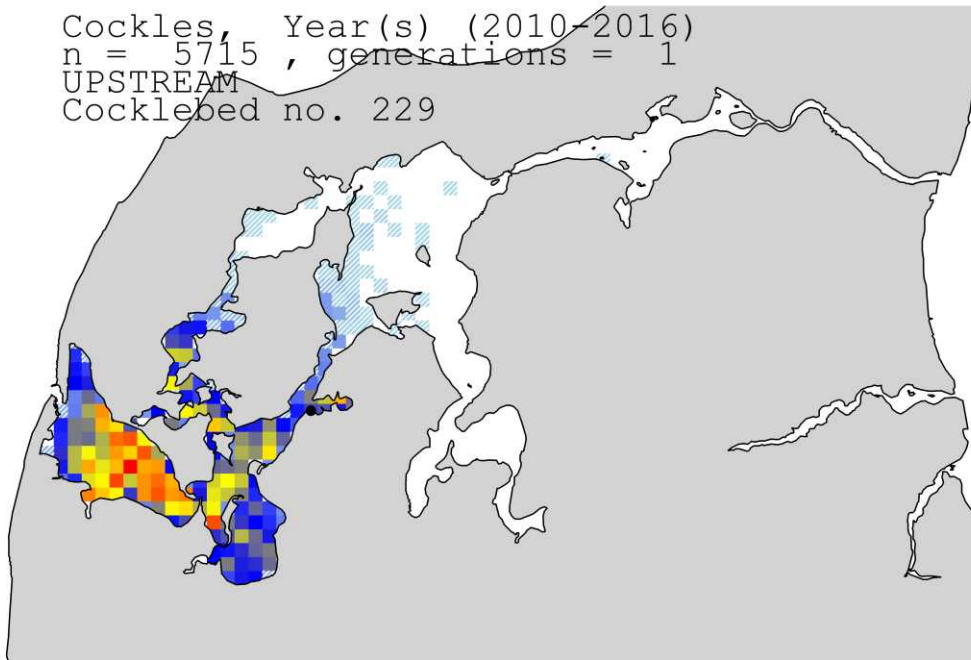 Cockles, Year(s) (2010-2016)
n = 5715 , generations = 1
UPSTREAM
Cocklebed no. 229